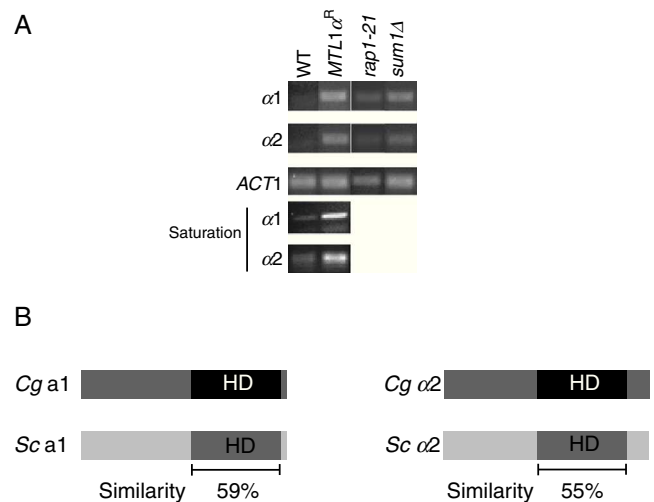 A
WT
MTL1αR
rap1-21
sum1Δ
α1
α2
ACT1
Saturation
α1
α2
B
Cg a1 HD
Sc a1 HD
Similarity 59%
Cg α2 HD
Sc α2 HD
Similarity 55%